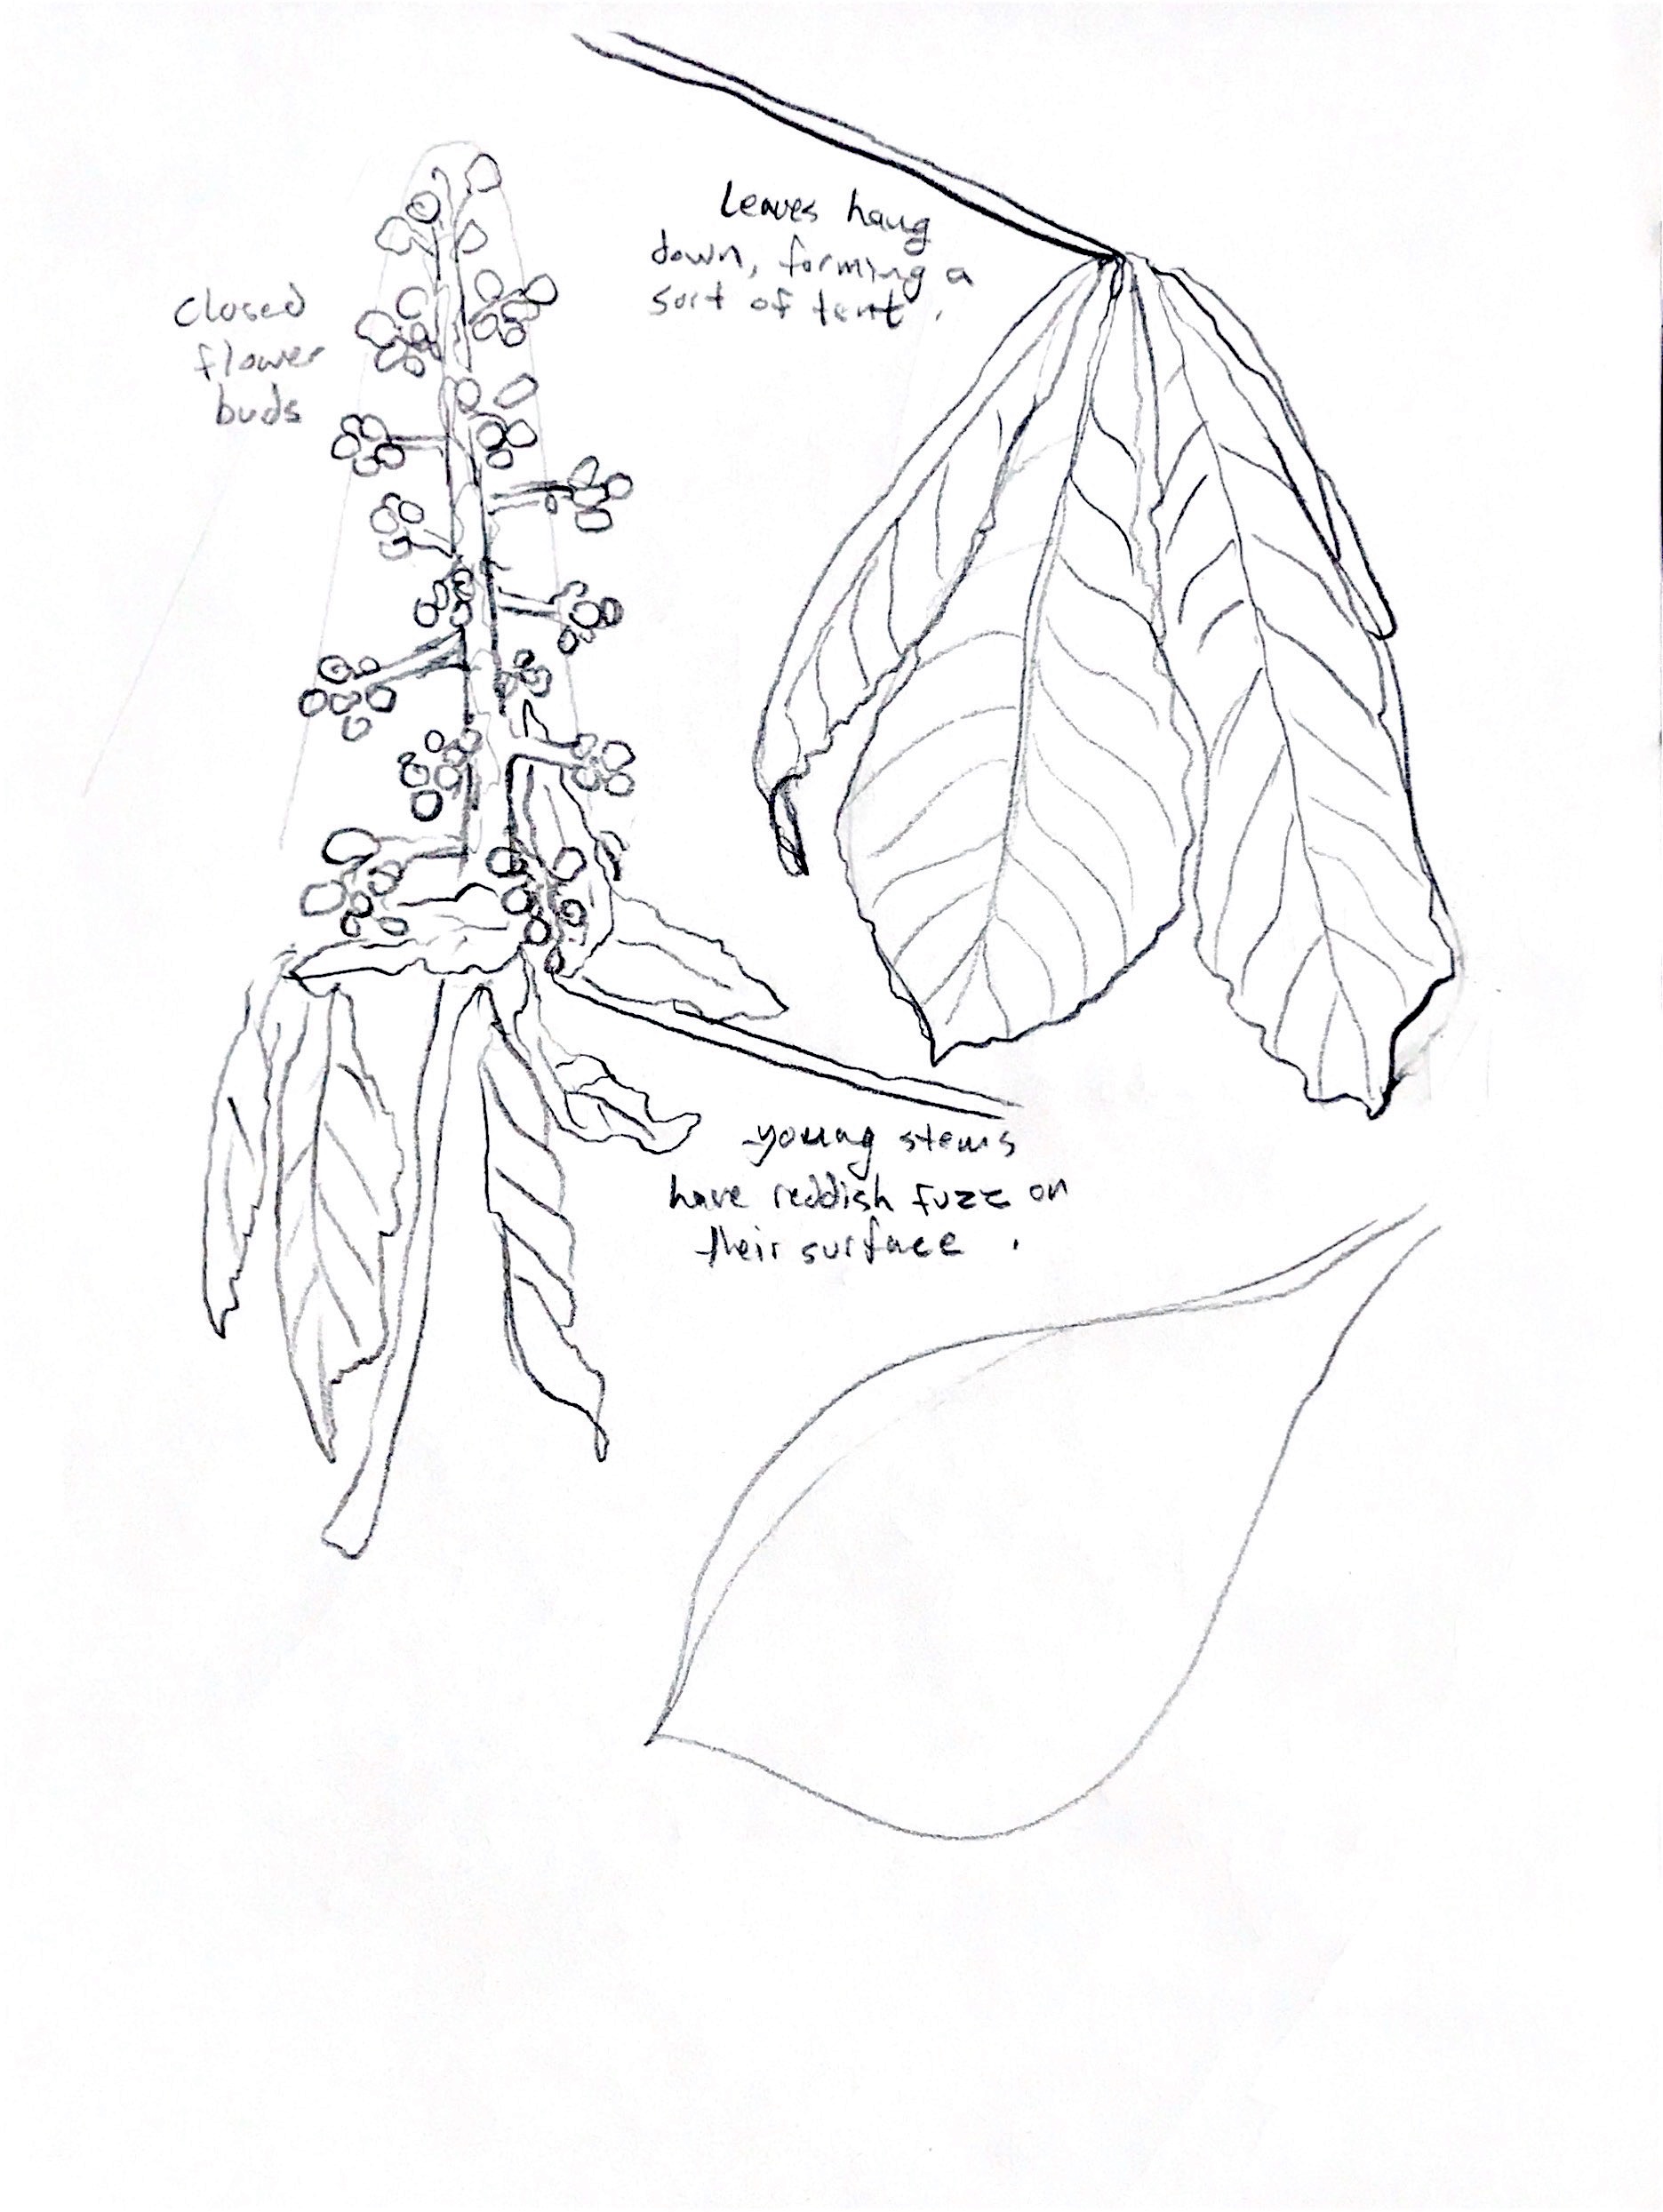 closed
flower
buds
Leaves hang
down, forming a
sort of tent.
young stems
have reddish fuzz on
their surface .